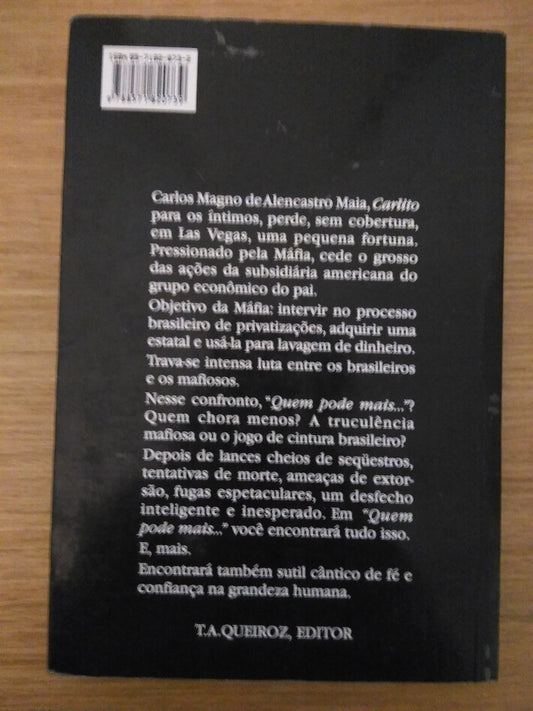 Carlos Magno de Alencastro Maia, Carlito
para os íntimos, perde, sem cobertura,
em Las Vegas, uma pequena fortuna.
Pressionado pela Máfia, cede o grosso
das ações da subsidiária americana do
grupo econômico do pai.
Objetivo da Máfia: intervir no processo
brasileiro de privatizações, adquirir uma
estatal e usá-la para lavagem de dinheiro.
Trava-se intensa luta entre os brasileiros
e os mafiosos.
Nesse confronto, "Quem pode mais..."?
Quem chora menos? A truculência
mafiosa ou o jogo de cintura brasileiro?
Depois de lances cheios de seqüestros,
tentativas de morte, ameaças de extor-
são, fugas espetaculares, um desfecho
inteligente e inesperado. Em "Quem
pode mais..." você encontrará tudo isso.
E, mais.
Encontrará também sutil cântico de fé e
confiança na grandeza humana.
T.A.QUEIROZ, EDITOR